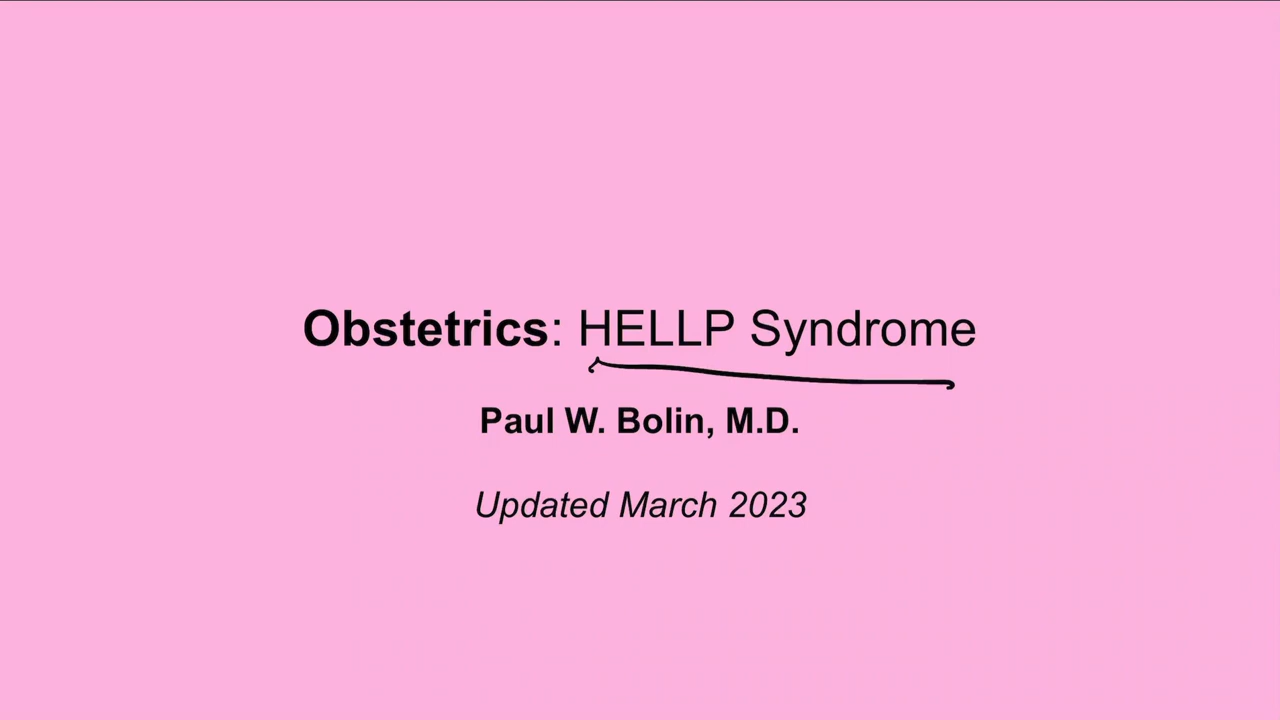 Obstetrics: HELLP Syndrome
Paul W. Bolin, M.D.
Updated March 2023